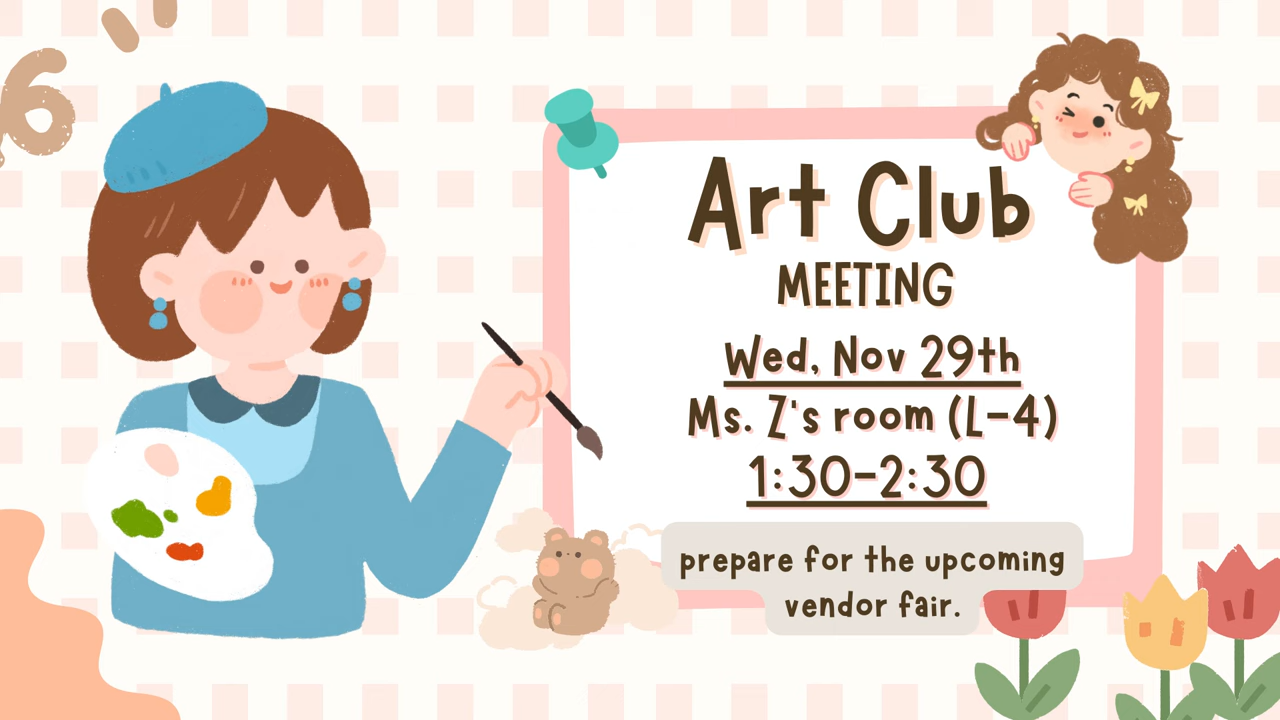 Art Club
MEETING
Wed, Nov 29th
Ms. Z's room (L-4)
1:30-2:30
prepare for the upcoming
vendor fair.